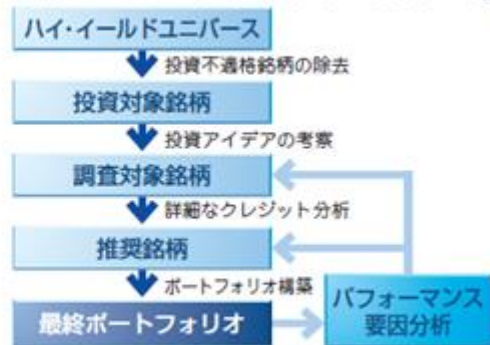 ハイ・イールドユニバース
投資不適格銘柄の除去
投資対象銘柄
投資アイデアの考察
調査対象銘柄
詳細なクレジット分析
推奨銘柄
ポートフォリオ構築
最終ポートフォリオ
パフォーマンス
要因分析